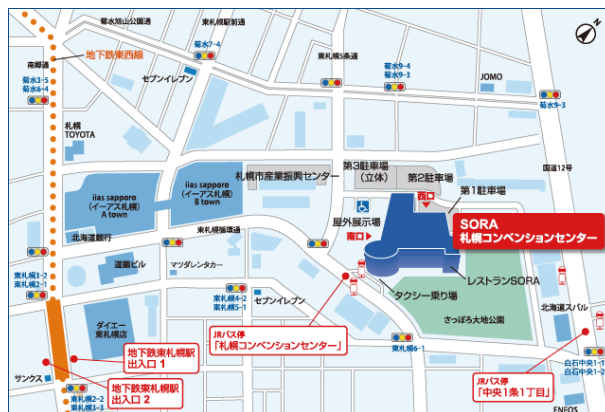 菊水旭山公園通
東札幌駅前通
菊水7-4
地下鉄東西線
南郷通
菊水3-5
菊水6-4
セブンイレブン
東札幌5条通
菊水9-4
菊水9-3
JOMO
菊水9-3
札幌
TOYOTA
国道12号
札幌市産業振興センター
第3駐車場
(立体)
第2駐車場
第1駐車場
西口
iias sapporo
(イーアス札幌)
A town
iias sapporo
(イーアス札幌)
B town
屋外展示場
南口
SORA
札幌コンベンションセンター
北海道銀行
東札幌循環通
道銀ビル
マツダレンタカー
東札幌3-2
東札幌2-1
東札幌4-2
東札幌5-1
セブンイレブン
タクシー乗り場
レストランSORA
さっぽろ大地公園
北海道スバル
ダイエー
東札幌店
JRバス停
「札幌コンベンションセンター」
東札幌6-1
白石中央1-1
白石中央1-2
地下鉄東札幌駅
出入口 1
サンクス
地下鉄東札幌駅
出入口 2
東札幌2-2
東札幌3-3
JRバス停
「中央1条1丁目」
ENEOS